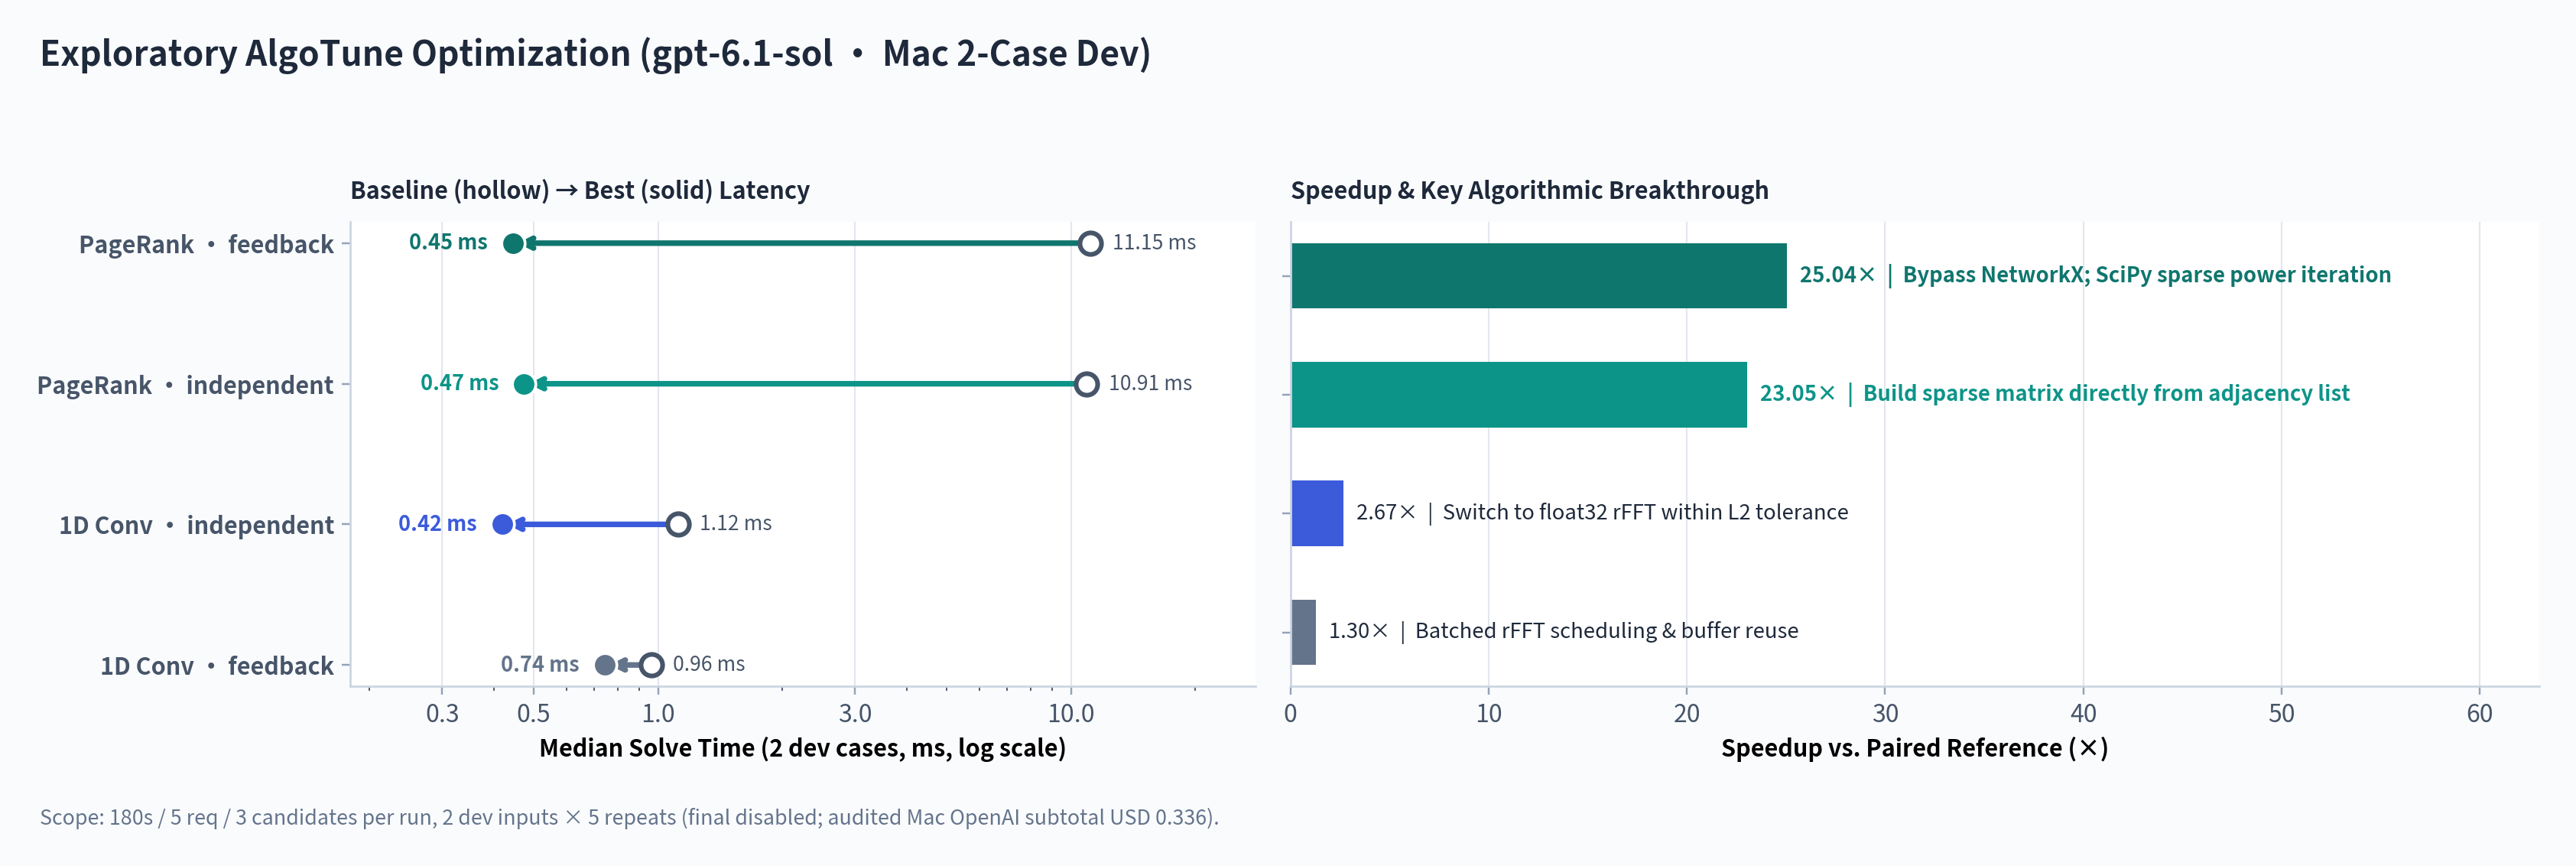 Exploratory AlgoTune Optimization (gpt-6.1-sol • Mac 2-Case Dev)
Baseline (hollow) → Best (solid) Latency
PageRank • feedback
0.45 ms
11.15 ms
PageRank • independent
0.47 ms
10.91 ms
1D Conv • independent
0.42 ms
1.12 ms
1D Conv • feedback
0.74 ms
0.96 ms
0.3 0.5 1.0 3.0 10.0
Median Solve Time (2 dev cases, ms, log scale)
Speedup & Key Algorithmic Breakthrough
25.04× | Bypass NetworkX; SciPy sparse power iteration
23.05× | Build sparse matrix directly from adjacency list
2.67× | Switch to float32 rFFT within L2 tolerance
1.30× | Batched rFFT scheduling & buffer reuse
0 10 20 30 40 50 60
Speedup vs. Paired Reference (×)
Scope: 180s / 5 req / 3 candidates per run, 2 dev inputs × 5 repeats (final disabled; audited Mac OpenAI subtotal USD 0.336).